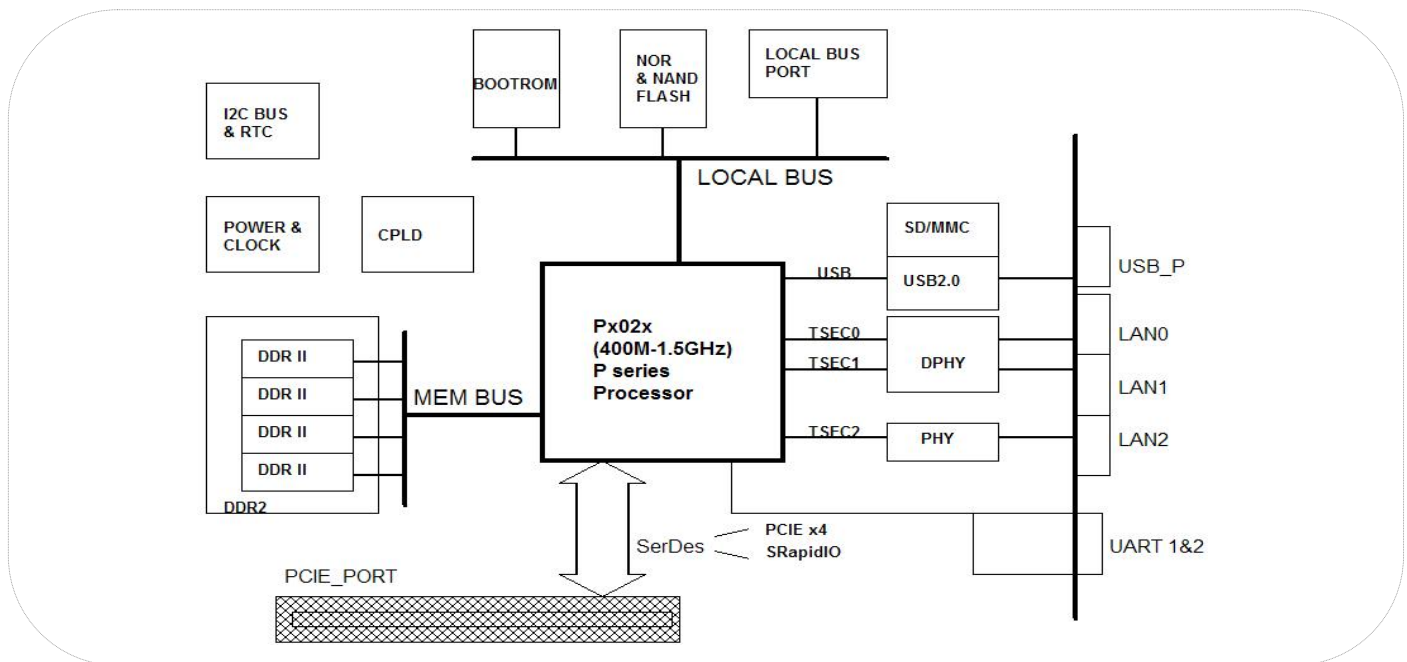 BOOTROM
NOR
& NAND
FLASH
LOCAL BUS
PORT
I2C BUS
& RTC
LOCAL BUS
POWER &
CLOCK
CPLD
SD/MMC
USB
USB2.0
USB_P
Px02x
(400M-1.5GHz)
P series
Processor
TSEC0
TSEC1
DPHY
LAN0
LAN1
DDR II
DDR II
DDR II
DDR II
DDR2
MEM BUS
TSEC2
PHY
LAN2
SerDes
PCIE x4
SRapidIO
UART 1&2
PCIE_PORT